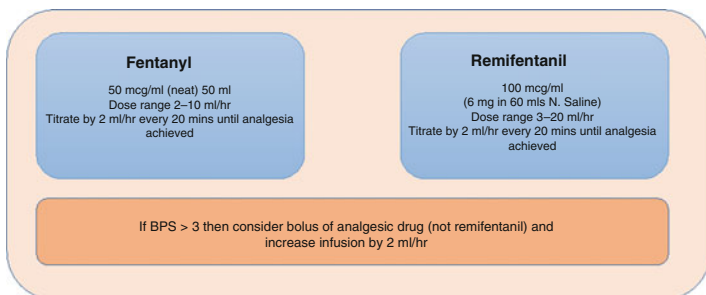 Fentanyl
50 mcg/ml (neat) 50 ml
Dose range 2–10 ml/hr
Titrate by 2 ml/hr every 20 mins until analgesia
achieved
Remifentanil
100 mcg/ml
(6 mg in 60 mls N. Saline)
Dose range 3–20 ml/hr
Titrate by 2 ml/hr every 20 mins until analgesia
achieved
If BPS > 3 then consider bolus of analgesic drug (not remifentanil) and
increase infusion by 2 ml/hr